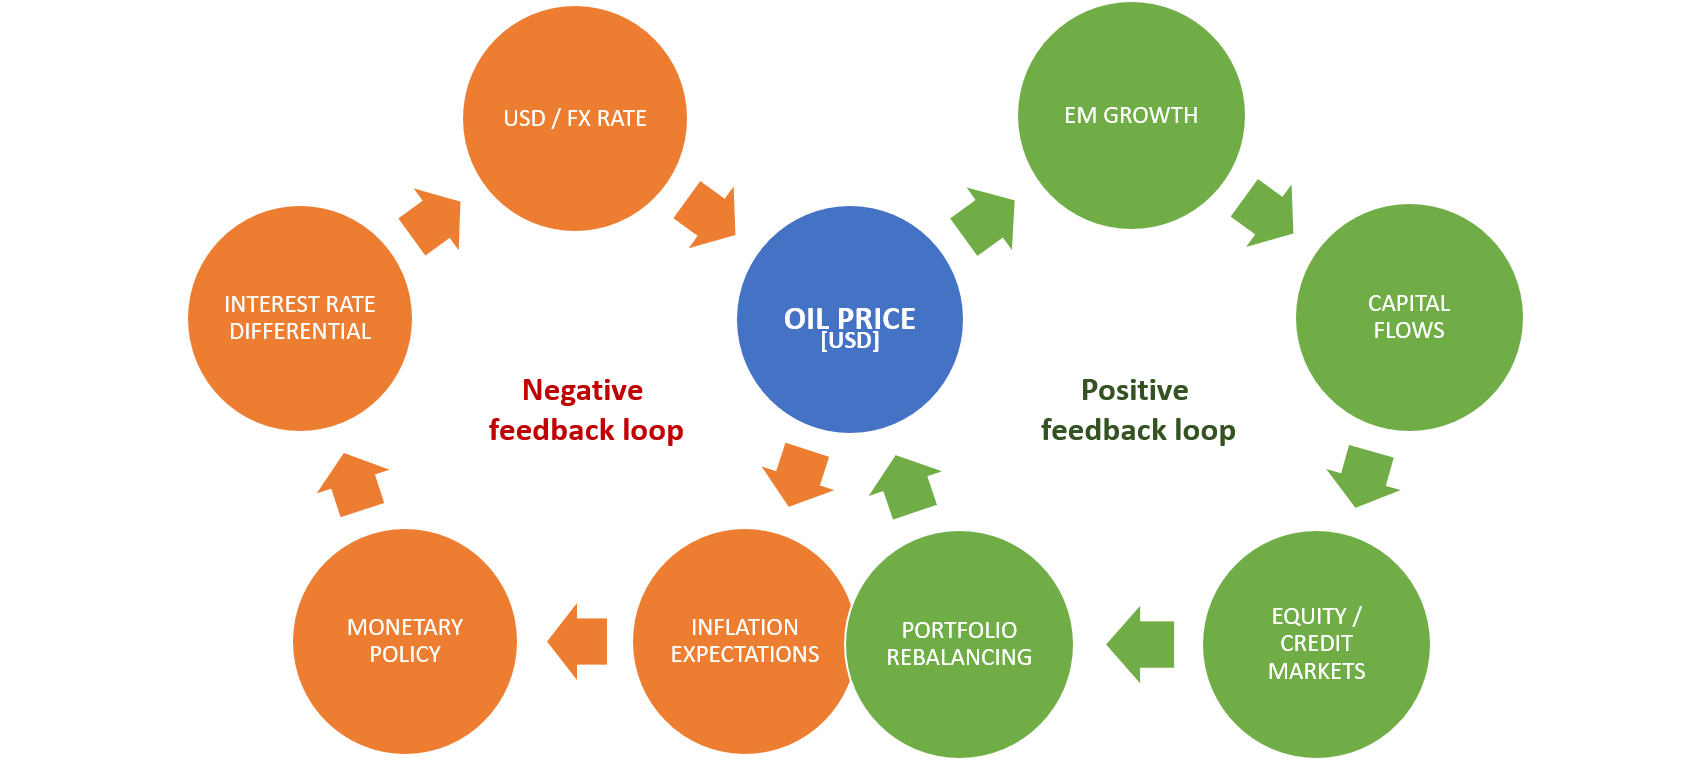 USD / FX RATE
EM GROWTH
INTEREST RATE
DIFFERENTIAL
OIL PRICE
[USD]
CAPITAL
FLOWS
Negative
feedback loop
Positive
feedback loop
MONETARY
POLICY
INFLATION
EXPECTATIONS
PORTFOLIO
REBALANCING
EQUITY /
CREDIT
MARKETS